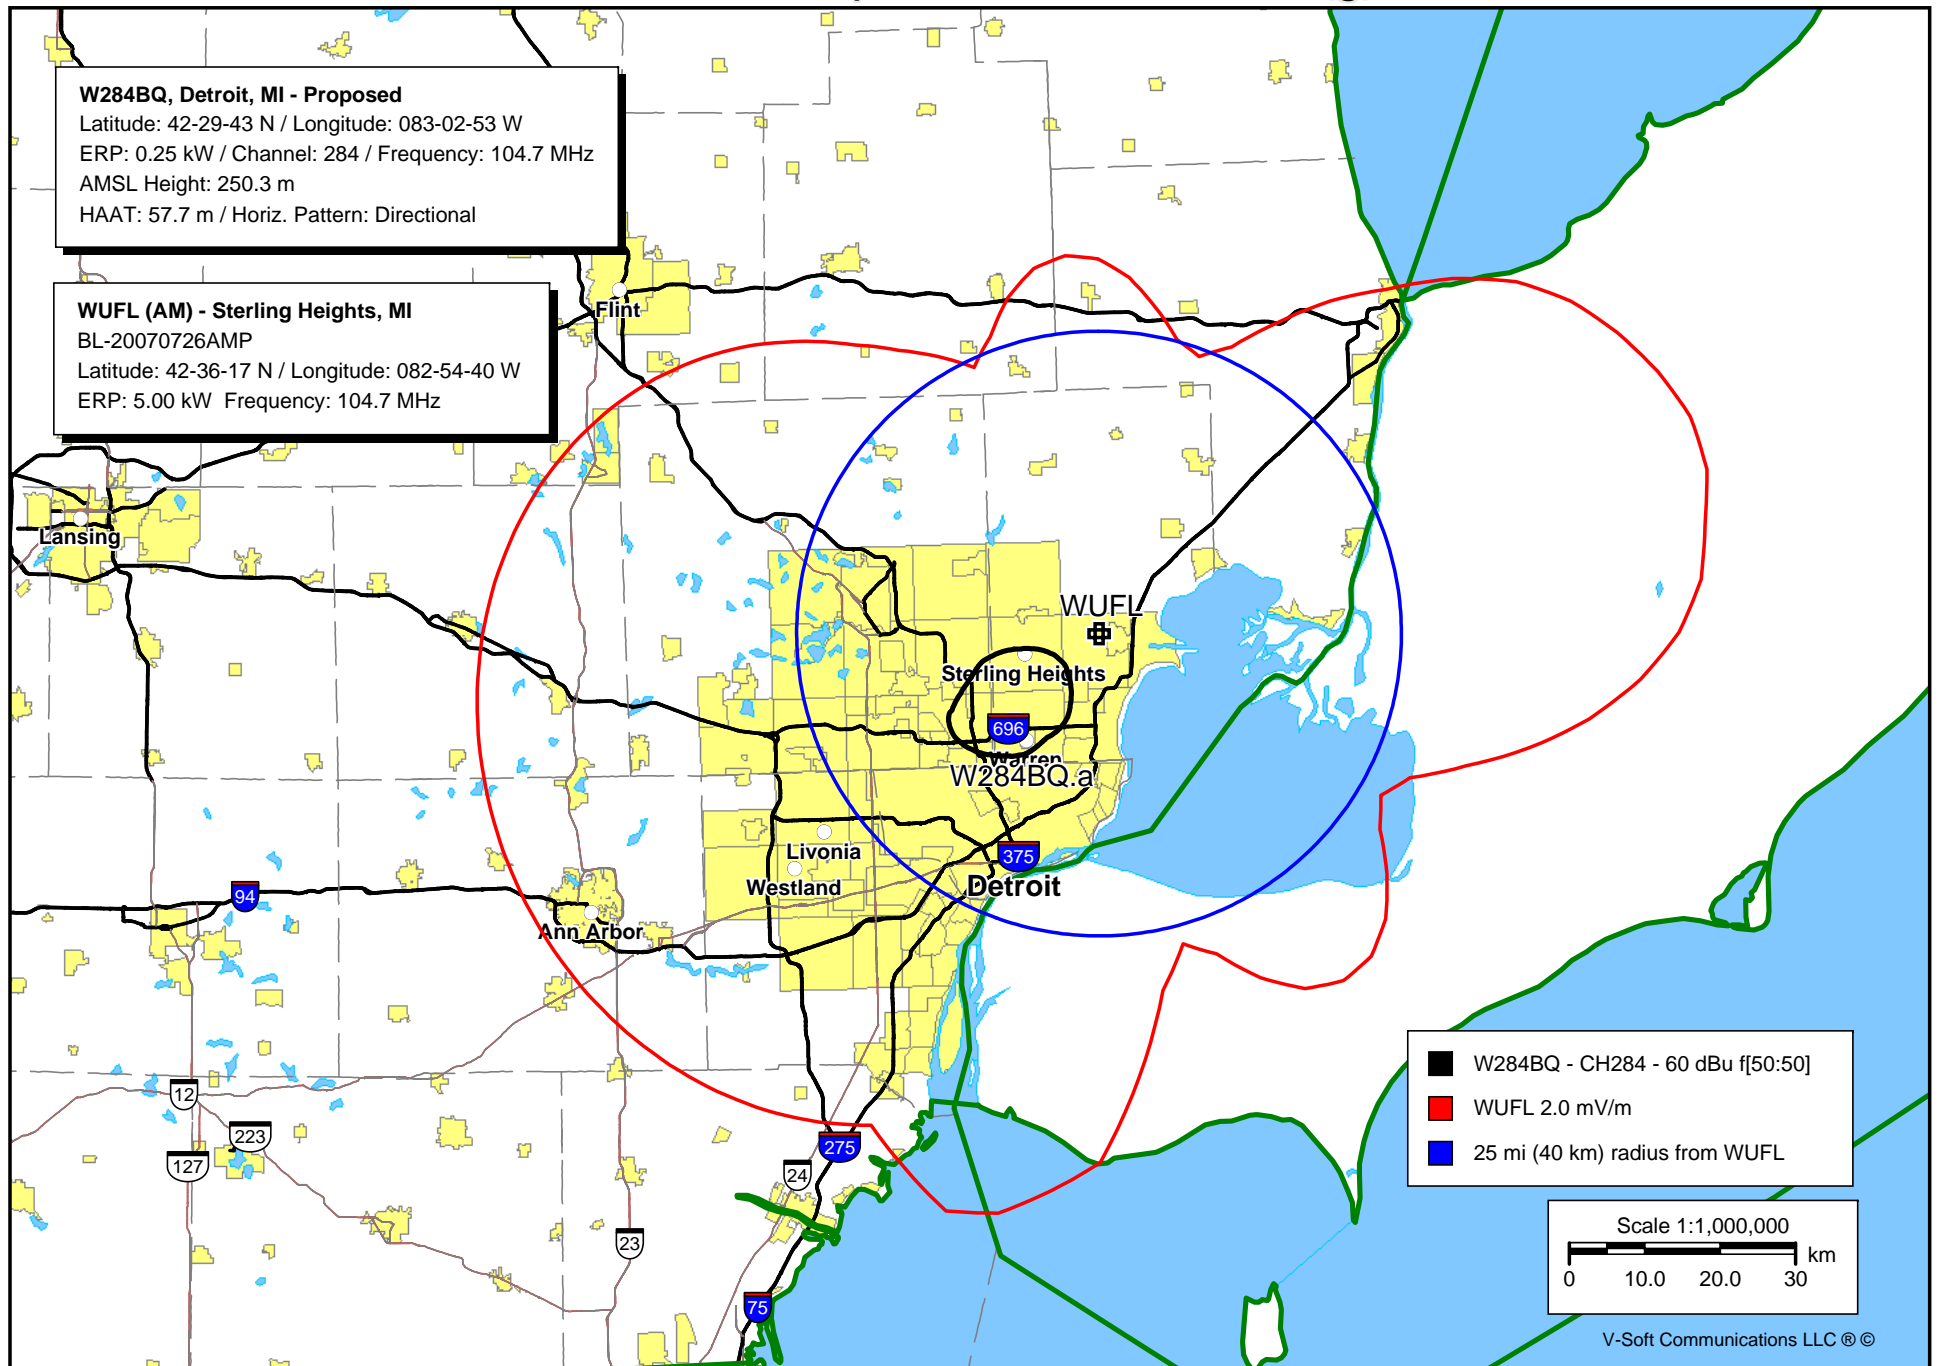 W284BQ, Detroit, MI - Proposed
Latitude: 42-29-43 N / Longitude: 083-02-53 W
ERP: 0.25 kW / Channel: 284 / Frequency: 104.7 MHz
AMSL Height: 250.3 m
HAAT: 57.7 m / Horiz. Pattern: Directional
WUFL (AM) - Sterling Heights, MI
BL-20070726AMP
Latitude: 42-36-17 N / Longitude: 082-54-40 W
ERP: 5.00 kW  Frequency: 104.7 MHz
Flint
Lansing
WUFL
Sterling Heights
696
Warren
W284BQ.a
Livonia
375
Westland
Detroit
94
Ann Arbor
12
223
127
275
24
23
75
W284BQ - CH284 - 60 dBu f[50:50]
WUFL 2.0 mV/m
25 mi (40 km) radius from WUFL
Scale 1:1,000,000
km
0 10.0 20.0 30
V-Soft Communications LLC ® ©